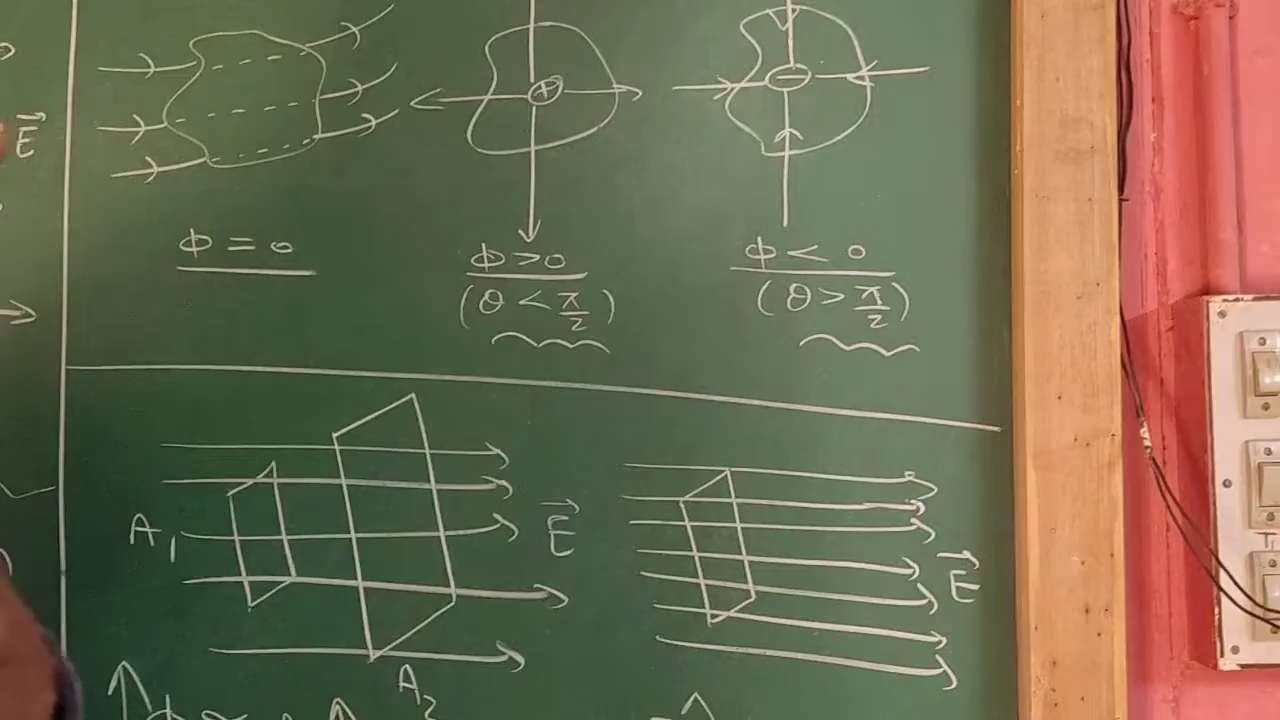 E⃗
ϕ = 0
+
ϕ > 0
(θ < π/2)
−
ϕ < 0
(θ > π/2)
A₁
E⃗
A₂
E⃗